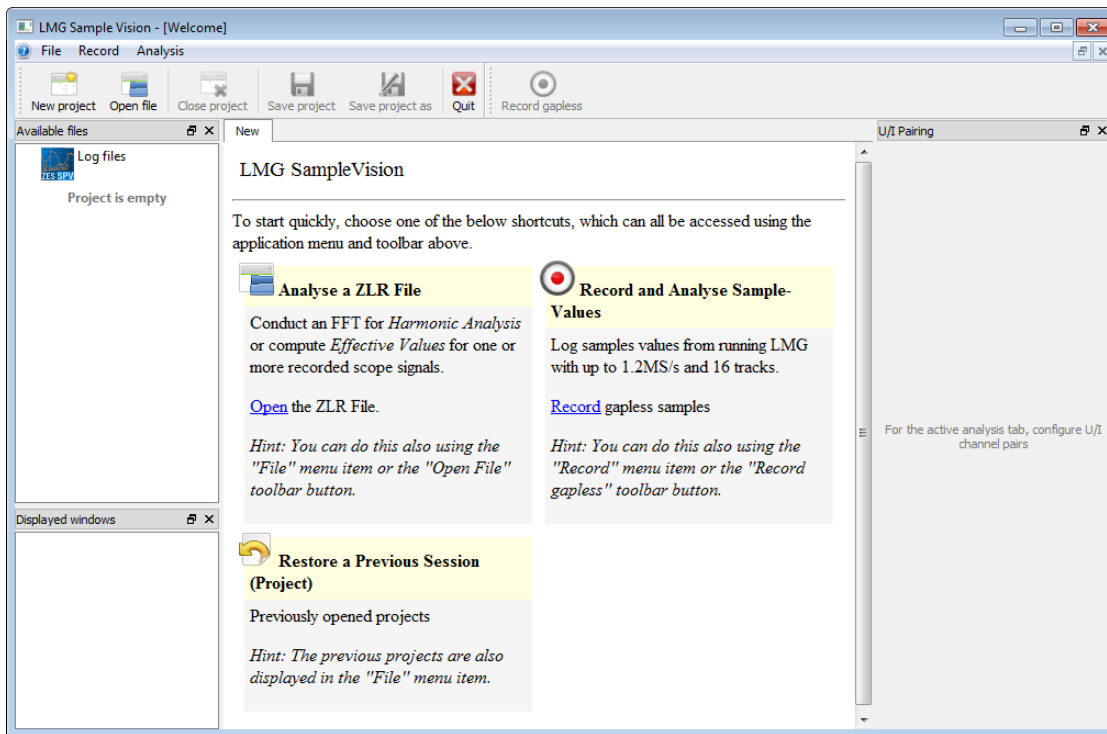 LMG Sample Vision - [Welcome]
File Record Analysis
New project Open file Close project Save project Save project as Quit Record gapless
Available files
Log files
ZES SPV
Project is empty
Displayed windows
New
LMG SampleVision
To start quickly, choose one of the below shortcuts, which can all be accessed using the
application menu and toolbar above.
Analyse a ZLR File
Conduct an FFT for Harmonic Analysis
or compute Effective Values for one or
more recorded scope signals.
Open the ZLR File.
Hint: You can do this also using the
"File" menu item or the "Open File"
toolbar button.
Record and Analyse Sample-
Values
Log samples values from running LMG
with up to 1.2MS/s and 16 tracks.
Record gapless samples
Hint: You can do this also using the
"Record" menu item or the "Record
gapless" toolbar button.
Restore a Previous Session
(Project)
Previously opened projects
Hint: The previous projects are also
displayed in the "File" menu item.
U/I Pairing
For the active analysis tab, configure U/I
channel pairs